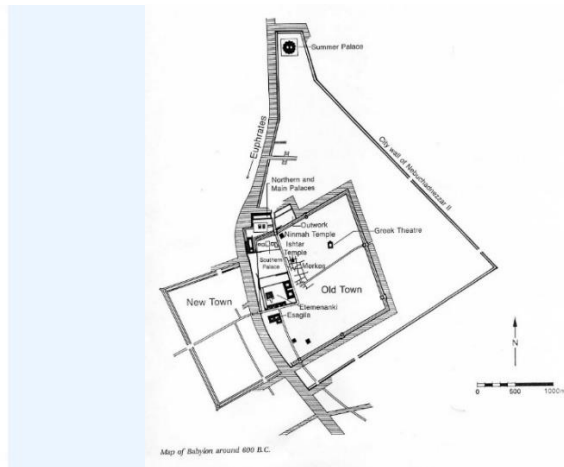 Summer Palace
Euphrates
City wall of Nebuchadnezzar II
Northern and
Main Palaces
Outwork
Ninmah Temple
Ishtar
Temple
Greek Theatre
Southern
Palace
Merkes
New Town
Old Town
Etemenanki
Esagila
N
0 500 1000m
Map of Babylon around 600 B.C.